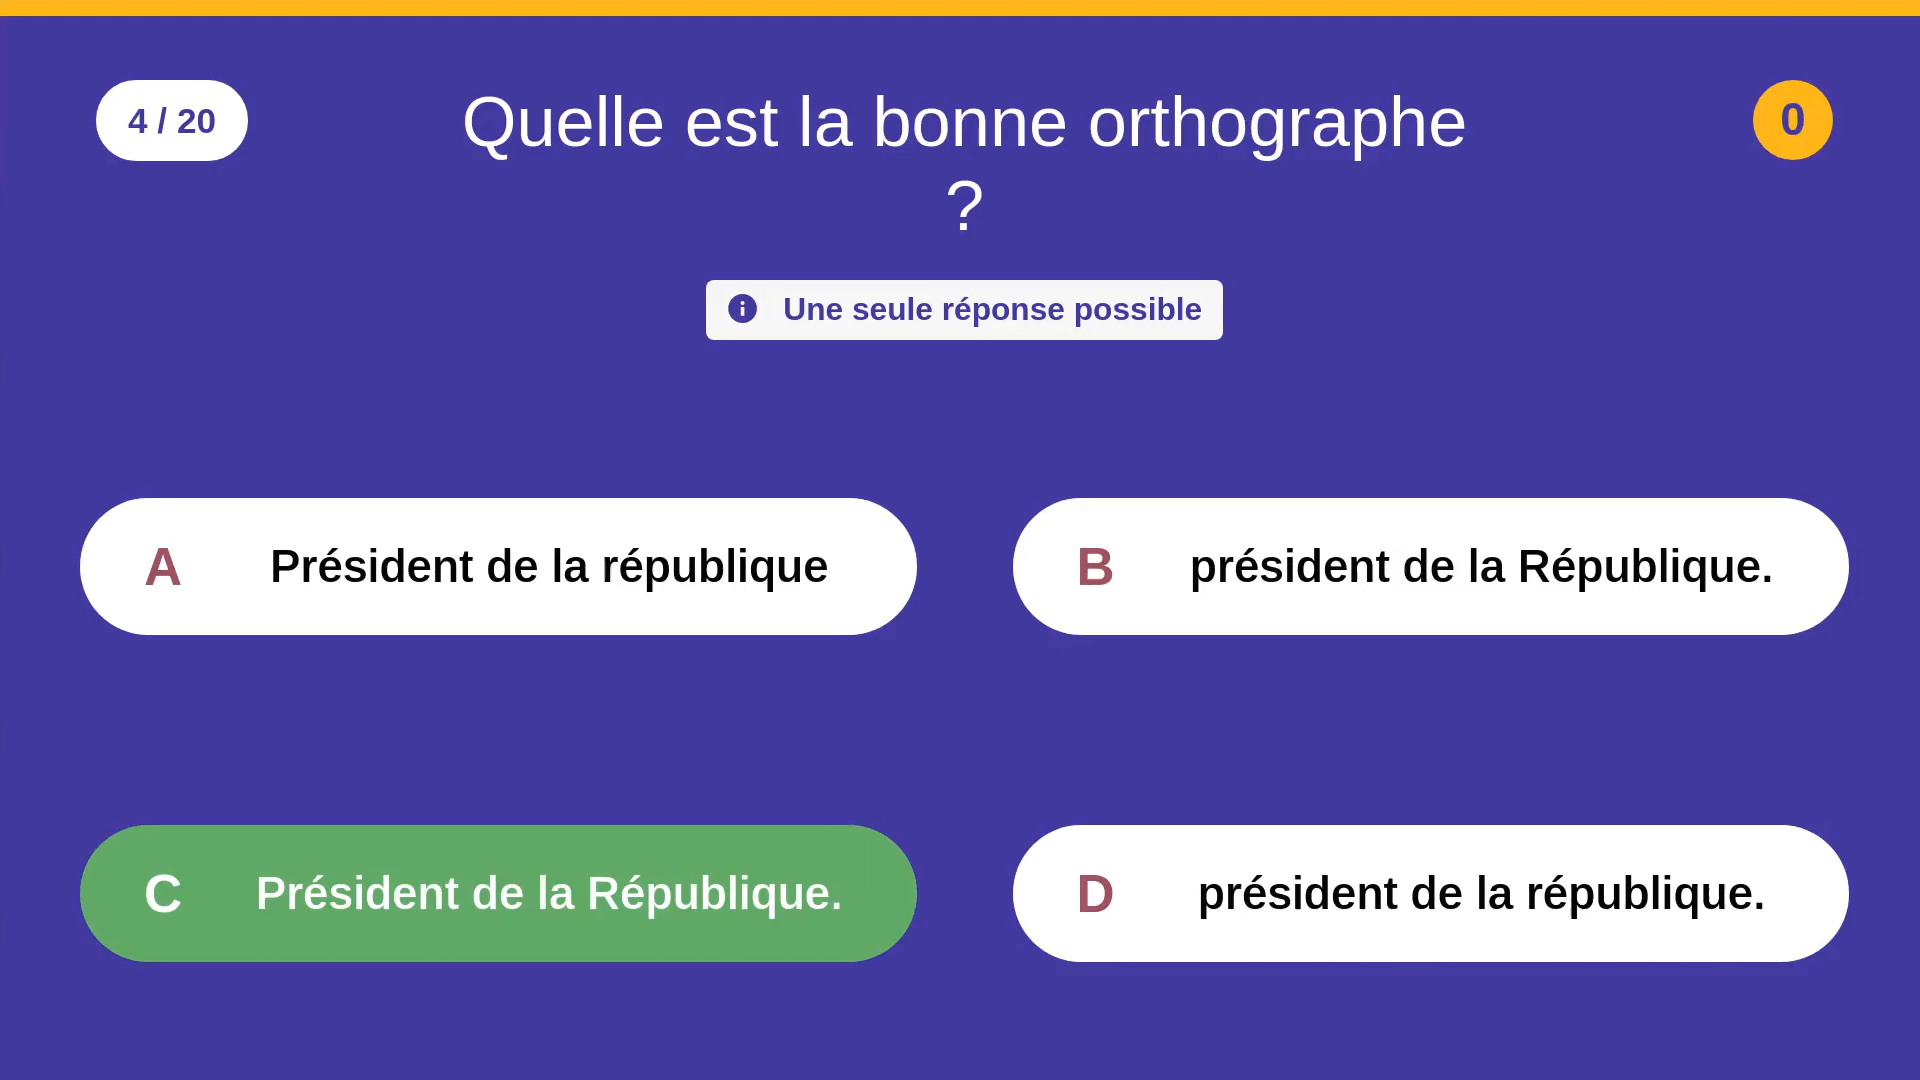 4 / 20
Quelle est la bonne orthographe
?
0
Une seule réponse possible
A Président de la république
B président de la République.
C Président de la République.
D président de la république.